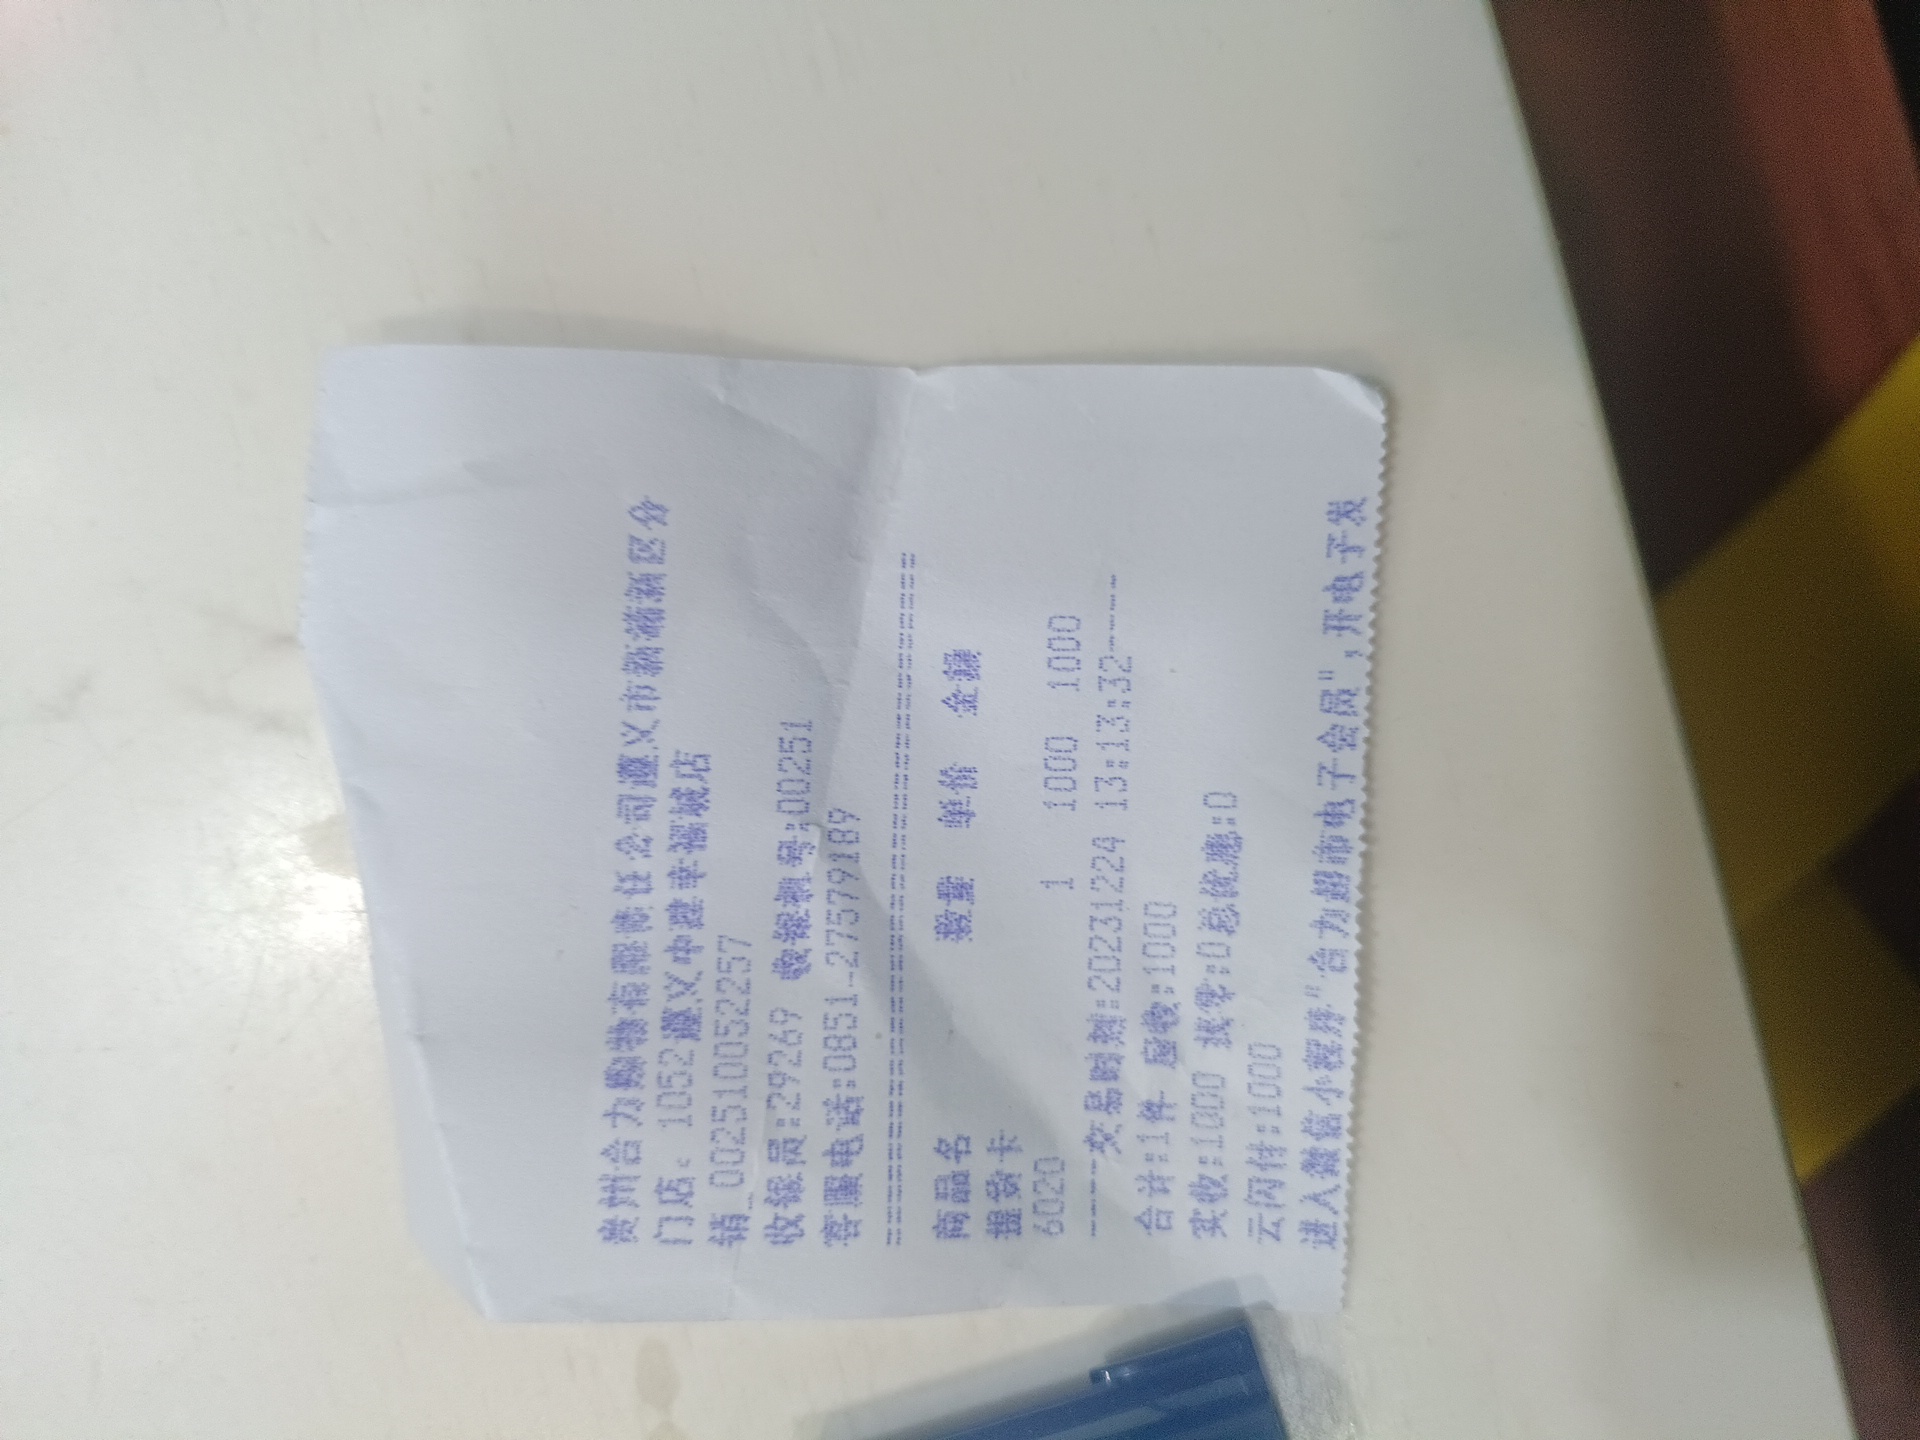 贵州合力购物有限责任公司遵义市新蒲新区分
门店：1052遵义中建幸福城店
销 002510052257
收银员:29269 收银机号:00251
客服电话:0851-27579189
================================
商品名 数量 单价 金额
提货卡
6020 1 1000 1000
-----交易时刻:20231224 13:13:32-----
合计:1件 应收:1000
实收:1000 找零:0总优惠:0
云闪付:1000
进入微信小程序"合力超市电子会员",开电子发